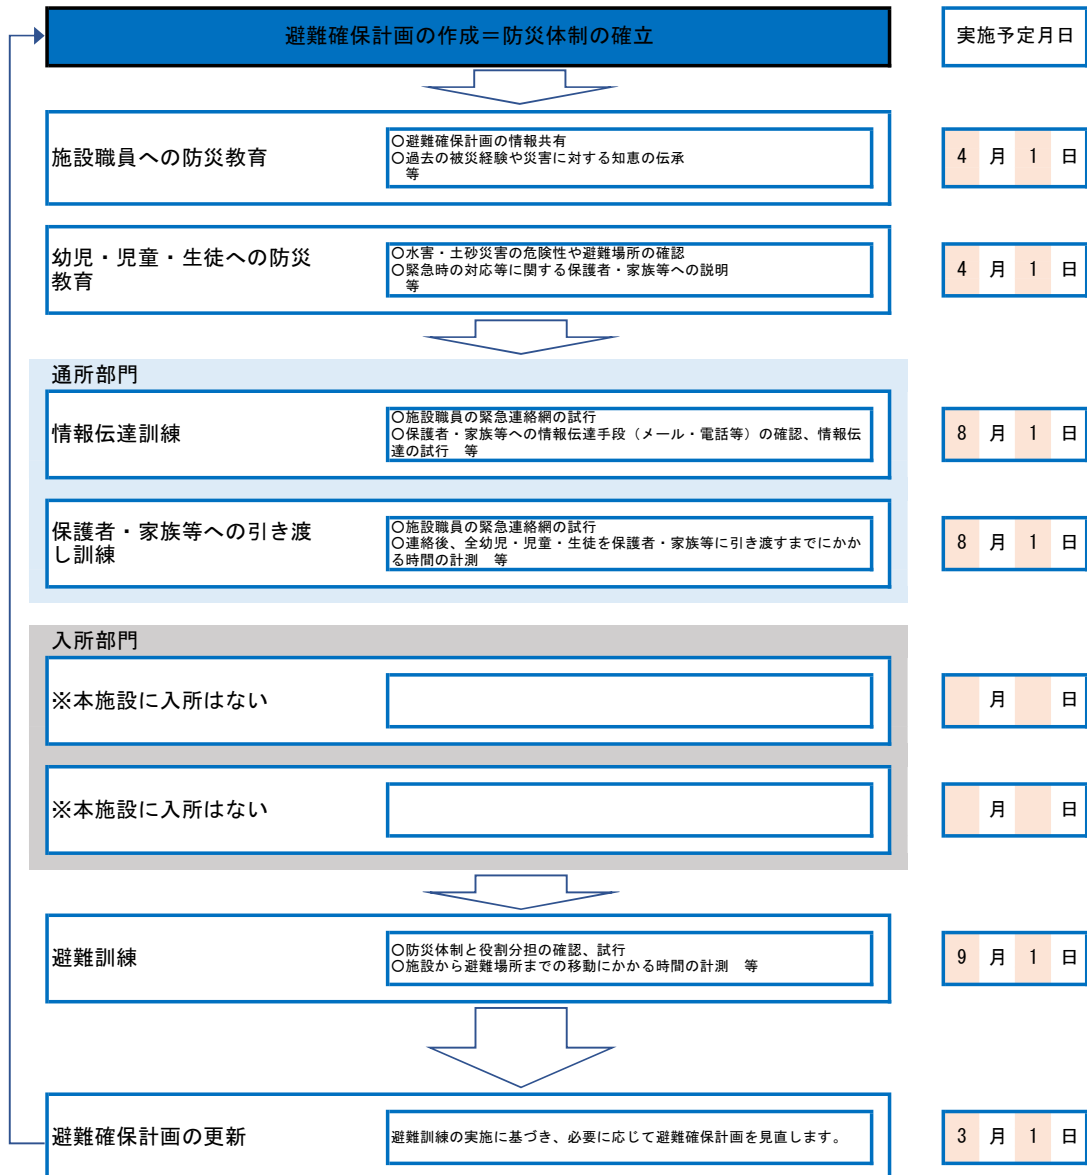 避難確保計画の作成＝防災体制の確立
実施予定月日
施設職員への防災教育
〇避難確保計画の情報共有
〇過去の被災経験や災害に対する知恵の伝承
等
4 月 1 日
幼児・児童・生徒への防災
教育
〇水害・土砂災害の危険性や避難場所の確認
〇緊急時の対応等に関する保護者・家族等への説明
等
4 月 1 日
通所部門
情報伝達訓練
〇施設職員の緊急連絡網の試行
〇保護者・家族等への情報伝達手段（メール・電話等）の確認、情報伝
達の試行　等
8 月 1 日
保護者・家族等への引き渡
し訓練
〇施設職員の緊急連絡網の試行
〇連絡後、全幼児・児童・生徒を保護者・家族等に引き渡すまでにかか
る時間の計測　等
8 月 1 日
入所部門
※本施設に入所はない
月 日
※本施設に入所はない
月 日
避難訓練
〇防災体制と役割分担の確認、試行
〇施設から避難場所までの移動にかかる時間の計測　等
9 月 1 日
避難確保計画の更新
避難訓練の実施に基づき、必要に応じて避難確保計画を見直します。
3 月 1 日